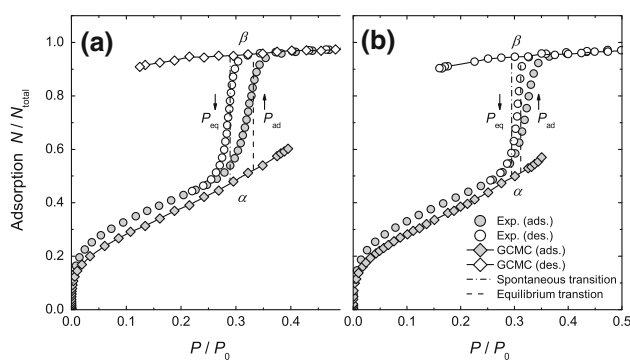 (a)
(b)
Adsorption N / N_total
1.0
0.8
0.6
0.4
0.2
0.0
β
β
P_eq
P_ad
P_eq
P_ad
α
α
Exp. (ads.)
Exp. (des.)
GCMC (ads.)
GCMC (des.)
Spontaneous transition
Equilibrium transtion
0.0 0.1 0.2 0.3 0.4
0.0 0.1 0.2 0.3 0.4 0.5
P / P_0
P / P_0